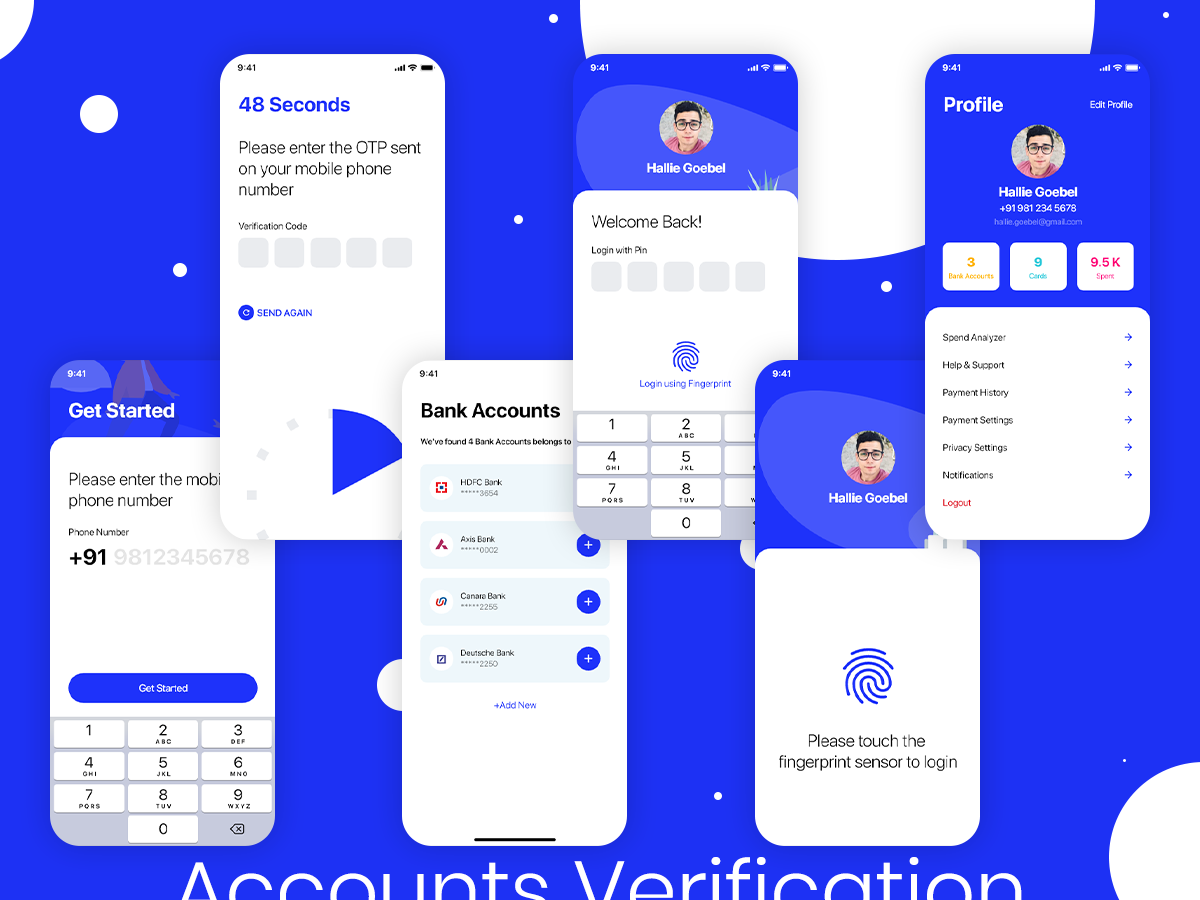 9:41
48 Seconds
Please enter the OTP sent
on your mobile phone
number
Verification Code
SEND AGAIN
9:41
Hallie Goebel
Welcome Back!
Login with Pin
Login using Fingerprint
1
2
ABC
4
GHI
5
JKL
7
PQRS
8
TUV
0
9:41
Profile
Edit Profile
Hallie Goebel
+91 981 234 5678
hallie.goebel@gmail.com
3
Bank Accounts
9
Cards
9.5 K
Spent
Spend Analyzer
Help & Support
Payment History
Payment Settings
Privacy Settings
Notifications
Logout
9:41
Get Started
Please enter the mobi
phone number
Phone Number
+91 9812345678
Get Started
1
2
ABC
3
DEF
4
GHI
5
JKL
6
MNO
7
PQRS
8
TUV
9
WXYZ
0
9:41
Bank Accounts
We've found 4 Bank Accounts belongs to
HDFC Bank
*****3654
Axis Bank
*****0002
Canara Bank
*****2255
Deutsche Bank
*****2250
+Add New
9:41
Hallie Goebel
Please touch the
fingerprint sensor to login
Accounts Verification